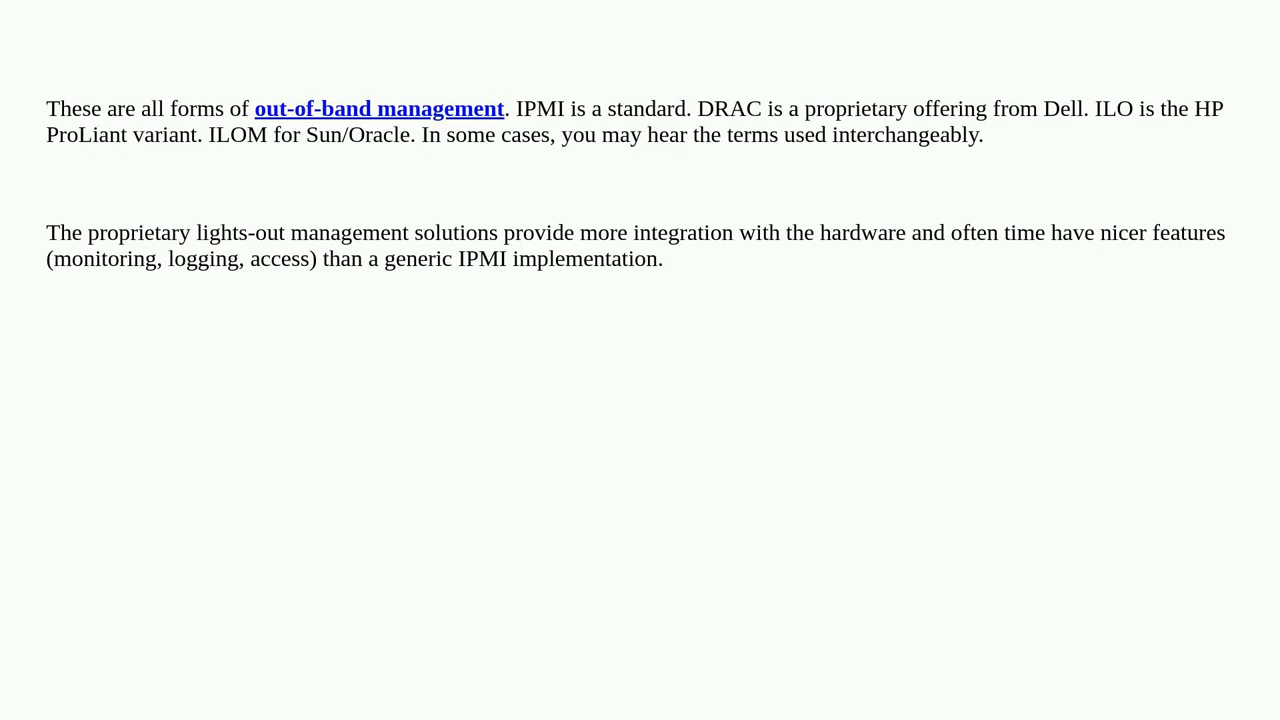 These are all forms of out-of-band management. IPMI is a standard. DRAC is a proprietary offering from Dell. ILO is the HP
ProLiant variant. ILOM for Sun/Oracle. In some cases, you may hear the terms used interchangeably.
The proprietary lights-out management solutions provide more integration with the hardware and often time have nicer features
(monitoring, logging, access) than a generic IPMI implementation.